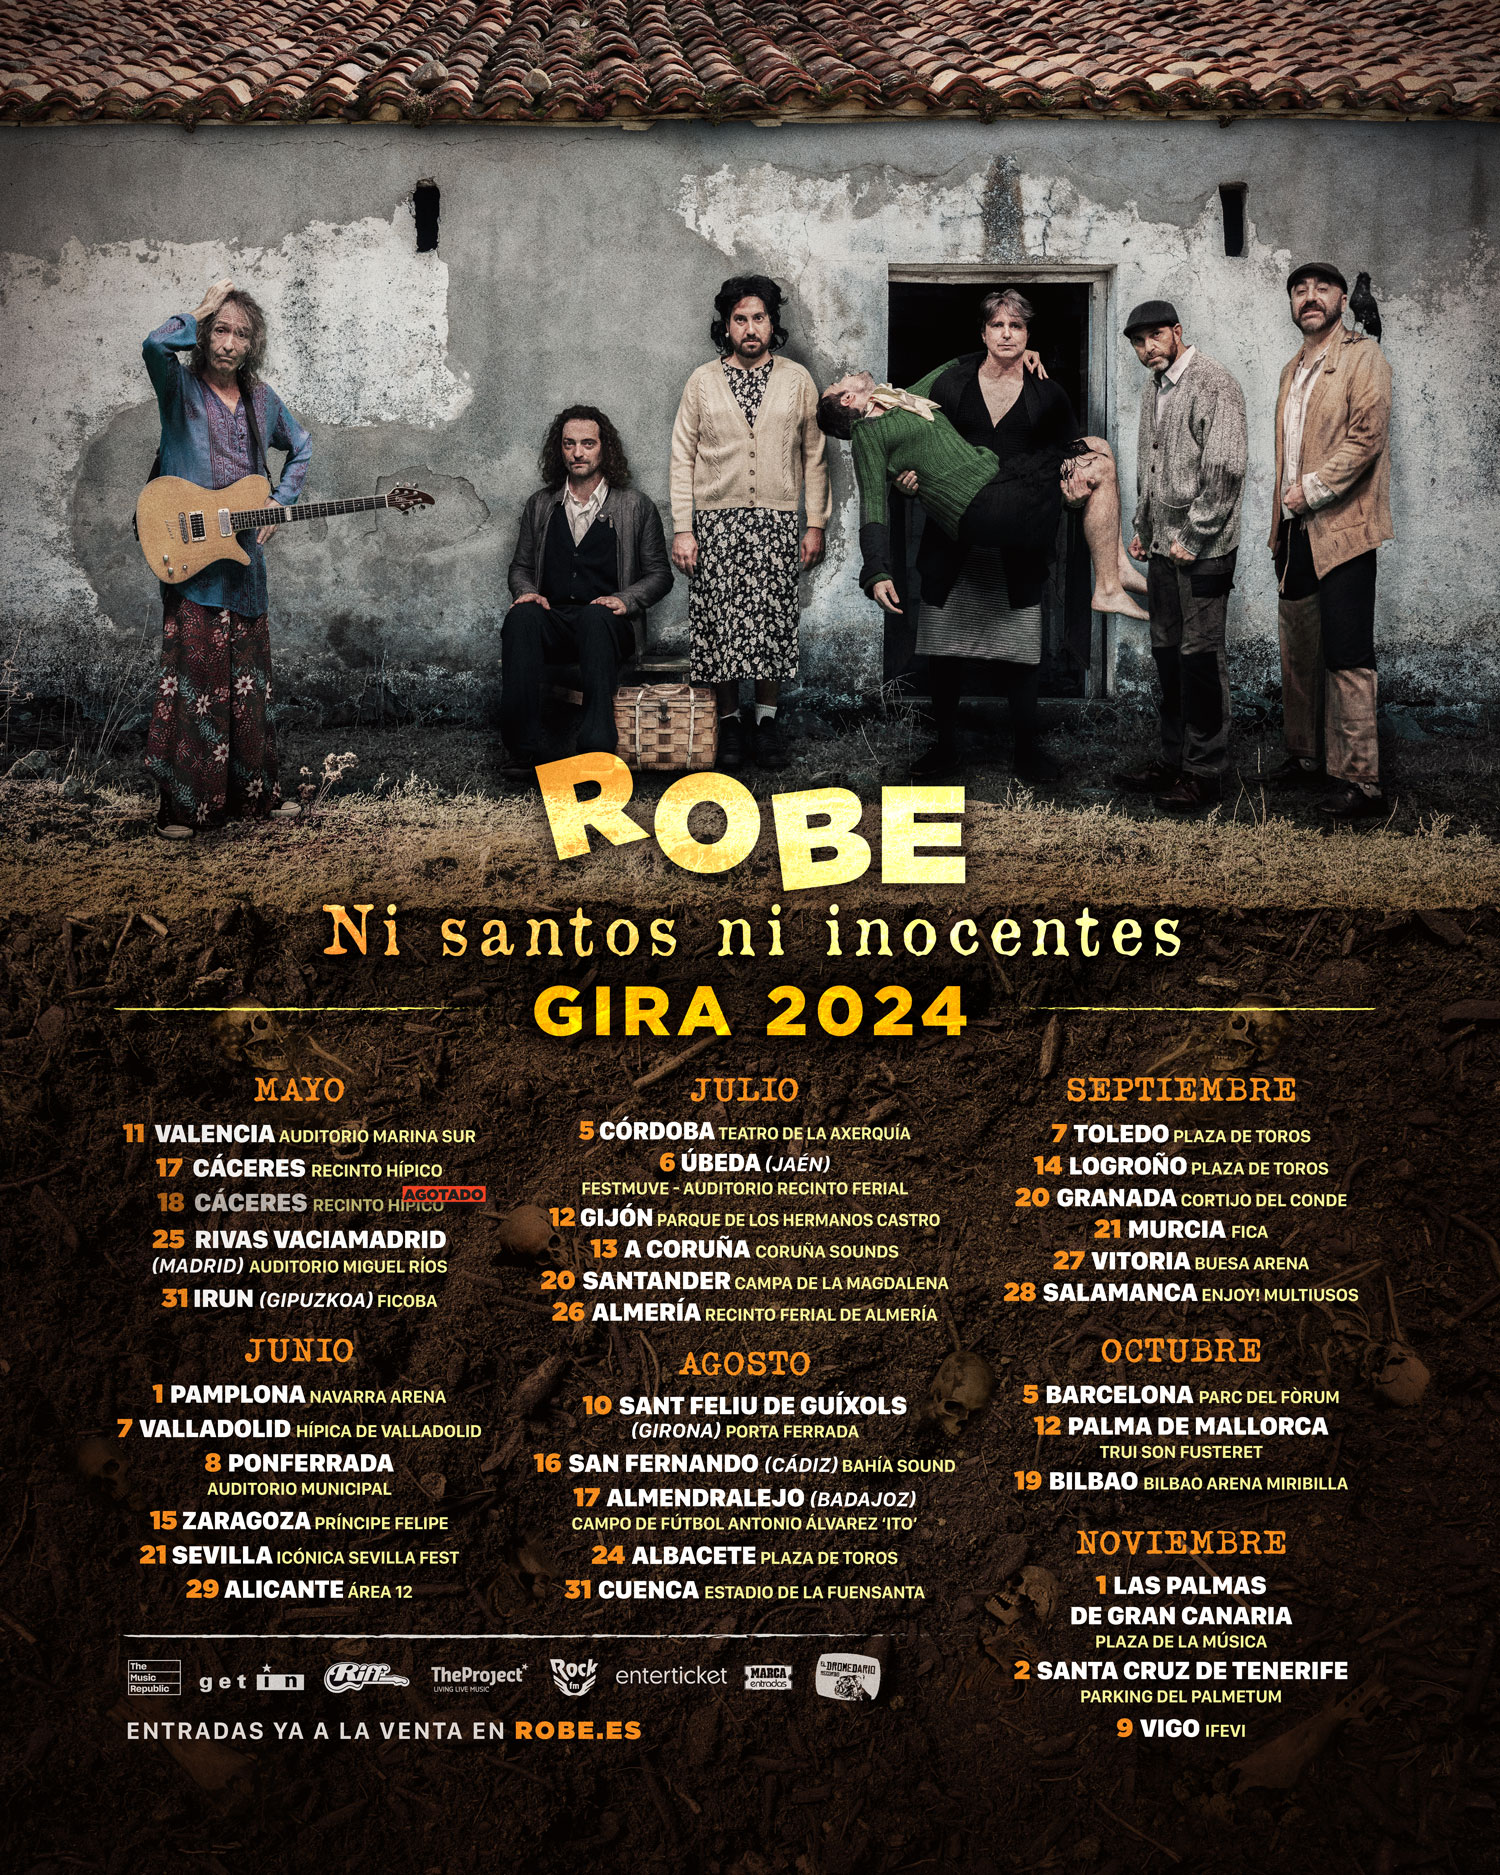 ROBE
Ni santos ni inocentes
GIRA 2024
MAYO
11 VALENCIA AUDITORIO MARINA SUR
17 CÁCERES RECINTO HÍPICO
18 CÁCERES RECINTO HÍPICO AGOTADO
25 RIVAS VACIAMADRID
(MADRID) AUDITORIO MIGUEL RÍOS
31 IRUN (GIPUZKOA) FICOBA
JUNIO
1 PAMPLONA NAVARRA ARENA
7 VALLADOLID HÍPICA DE VALLADOLID
8 PONFERRADA
AUDITORIO MUNICIPAL
15 ZARAGOZA PRÍNCIPE FELIPE
21 SEVILLA ICÓNICA SEVILLA FEST
29 ALICANTE ÁREA 12
JULIO
5 CÓRDOBA TEATRO DE LA AXERQUÍA
6 ÚBEDA (JAÉN)
FESTMUVE - AUDITORIO RECINTO FERIAL
12 GIJÓN PARQUE DE LOS HERMANOS CASTRO
13 A CORUÑA CORUÑA SOUNDS
20 SANTANDER CAMPA DE LA MAGDALENA
26 ALMERÍA RECINTO FERIAL DE ALMERÍA
AGOSTO
10 SANT FELIU DE GUÍXOLS
(GIRONA) PORTA FERRADA
16 SAN FERNANDO (CÁDIZ) BAHÍA SOUND
17 ALMENDRALEJO (BADAJOZ)
CAMPO DE FÚTBOL ANTONIO ÁLVAREZ 'ITO'
24 ALBACETE PLAZA DE TOROS
31 CUENCA ESTADIO DE LA FUENSANTA
SEPTIEMBRE
7 TOLEDO PLAZA DE TOROS
14 LOGROÑO PLAZA DE TOROS
20 GRANADA CORTIJO DEL CONDE
21 MURCIA FICA
27 VITORIA BUESA ARENA
28 SALAMANCA ENJOY! MULTIUSOS
OCTUBRE
5 BARCELONA PARC DEL FÒRUM
12 PALMA DE MALLORCA
TRUI SON FUSTERET
19 BILBAO BILBAO ARENA MIRIBILLA
NOVIEMBRE
1 LAS PALMAS
DE GRAN CANARIA
PLAZA DE LA MÚSICA
2 SANTA CRUZ DE TENERIFE
PARKING DEL PALMETUM
9 VIGO IFEVI
The
Music
Republic
get in
Riff
TheProject
LIVING LIVE MUSIC
Rock
fm
enterticket
MARCA
entradas
EL DROMEDARIO
RECORDS
ENTRADAS YA A LA VENTA EN ROBE.ES